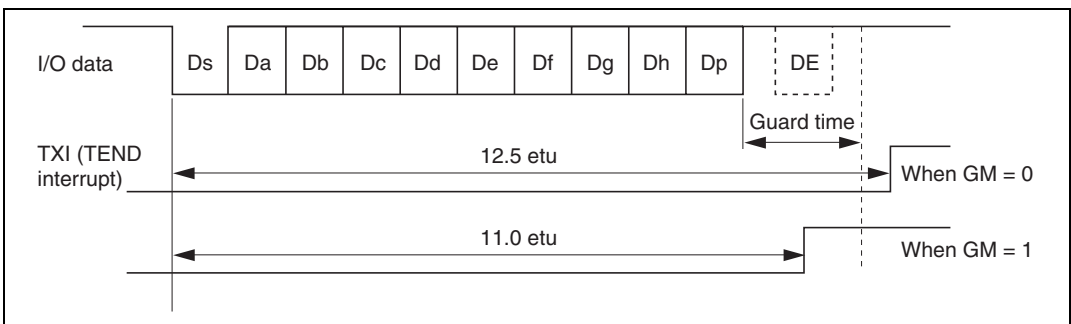 I/O data
Ds Da Db Dc Dd De Df Dg Dh Dp DE
Guard time
TXI (TEND
interrupt)
12.5 etu
When GM = 0
11.0 etu
When GM = 1